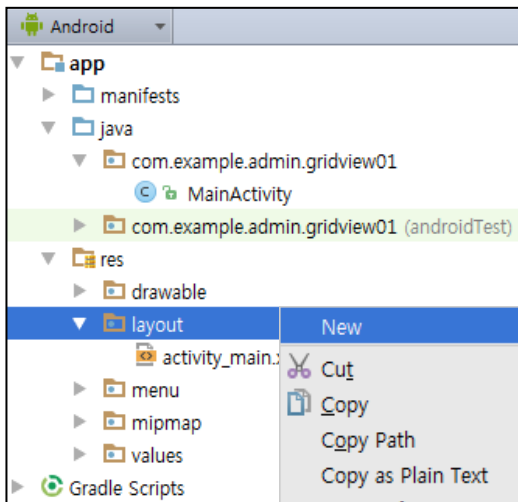 Android
app
manifests
java
com.example.admin.gridview01
MainActivity
com.example.admin.gridview01 (androidTest)
res
drawable
layout
New
activity_main.x
Cut
menu
Copy
mipmap
Copy Path
values
Copy as Plain Text
Gradle Scripts